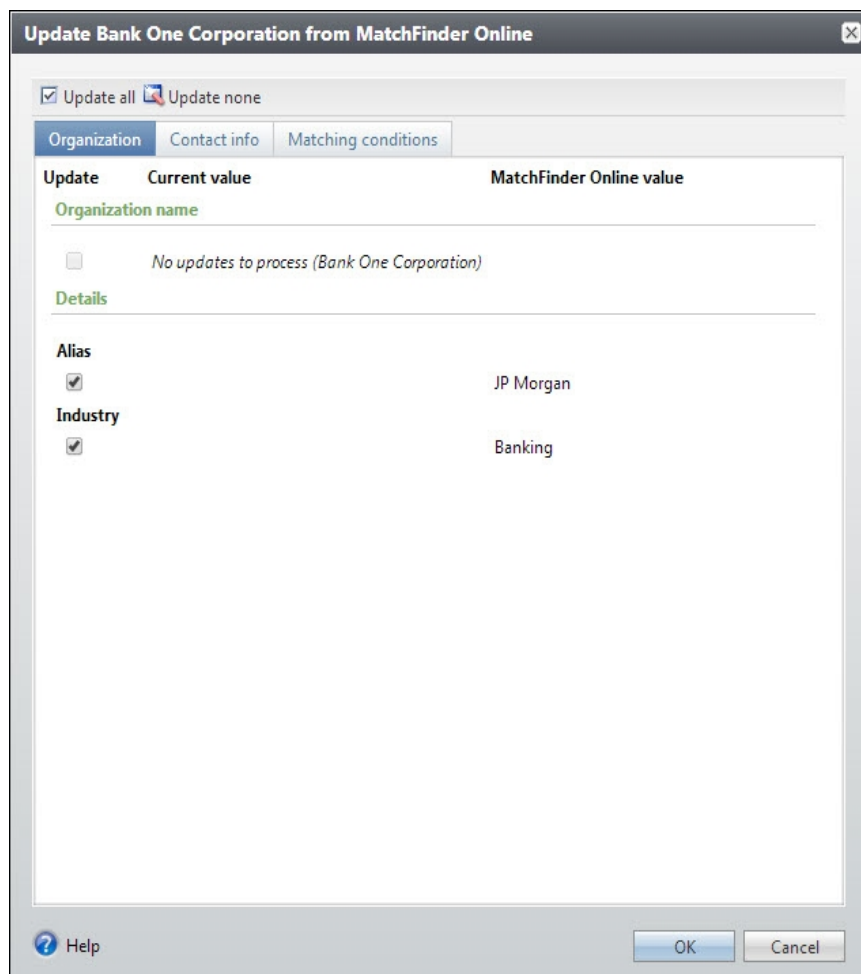 Update Bank One Corporation from MatchFinder Online
Update all Update none
Organization Contact info Matching conditions
Update Current value MatchFinder Online value
Organization name
No updates to process (Bank One Corporation)
Details
Alias
JP Morgan
Industry
Banking
Help OK Cancel